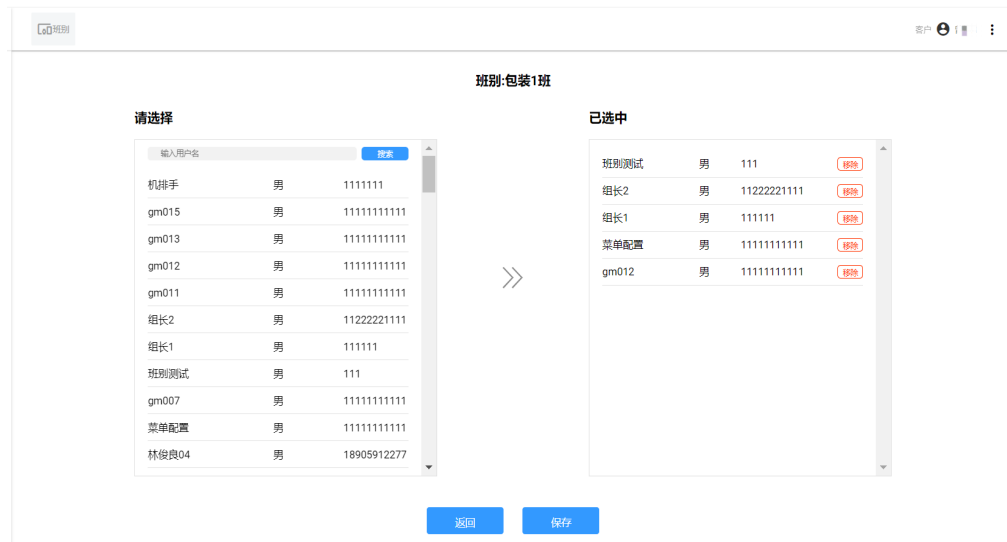 班别
客户
班别:包装1班
请选择
已选中
输入用户名 搜索
机排手 男 1111111
gm015 男 11111111111
gm013 男 11111111111
gm012 男 11111111111
gm011 男 11111111111
组长2 男 11222221111
组长1 男 111111
班别测试 男 111
gm007 男 11111111111
菜单配置 男 11111111111
林俊良04 男 18905912277
班别测试 男 111 移除
组长2 男 11222221111 移除
组长1 男 111111 移除
菜单配置 男 11111111111 移除
gm012 男 11111111111 移除
返回 保存